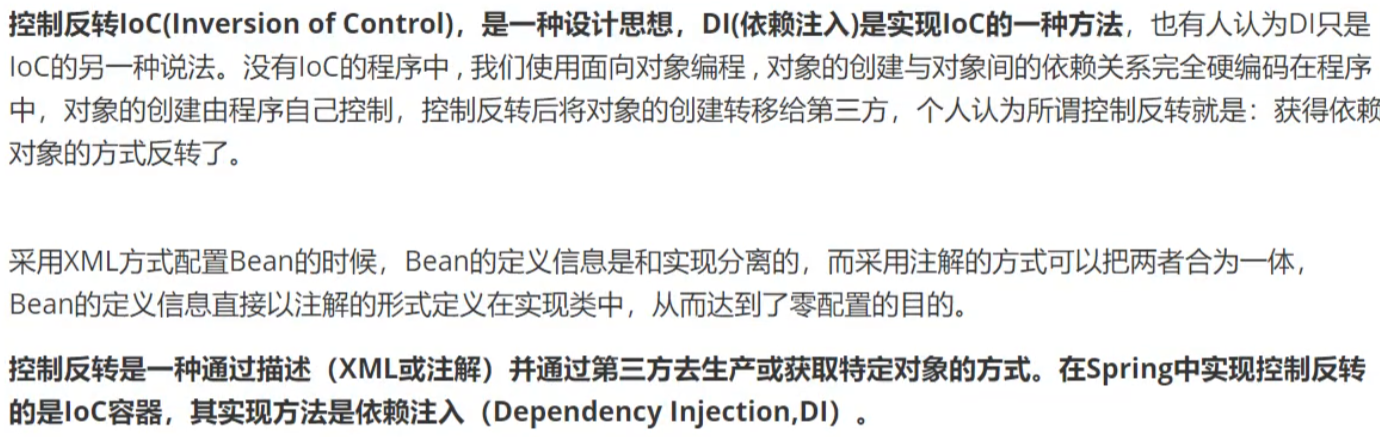 控制反转IoC(Inversion of Control)，是一种设计思想，DI(依赖注入)是实现IoC的一种方法，也有人认为DI只是
IoC的另一种说法。没有IoC的程序中 , 我们使用面向对象编程 , 对象的创建与对象间的依赖关系完全硬编码在程序
中，对象的创建由程序自己控制，控制反转后将对象的创建转移给第三方，个人认为所谓控制反转就是：获得依赖
对象的方式反转了。
采用XML方式配置Bean的时候，Bean的定义信息是和实现分离的，而采用注解的方式可以把两者合为一体，
Bean的定义信息直接以注解的形式定义在实现类中，从而达到了零配置的目的。
控制反转是一种通过描述（XML或注解）并通过第三方去生产或获取特定对象的方式。在Spring中实现控制反转
的是IoC容器，其实现方法是依赖注入（Dependency Injection,DI）。